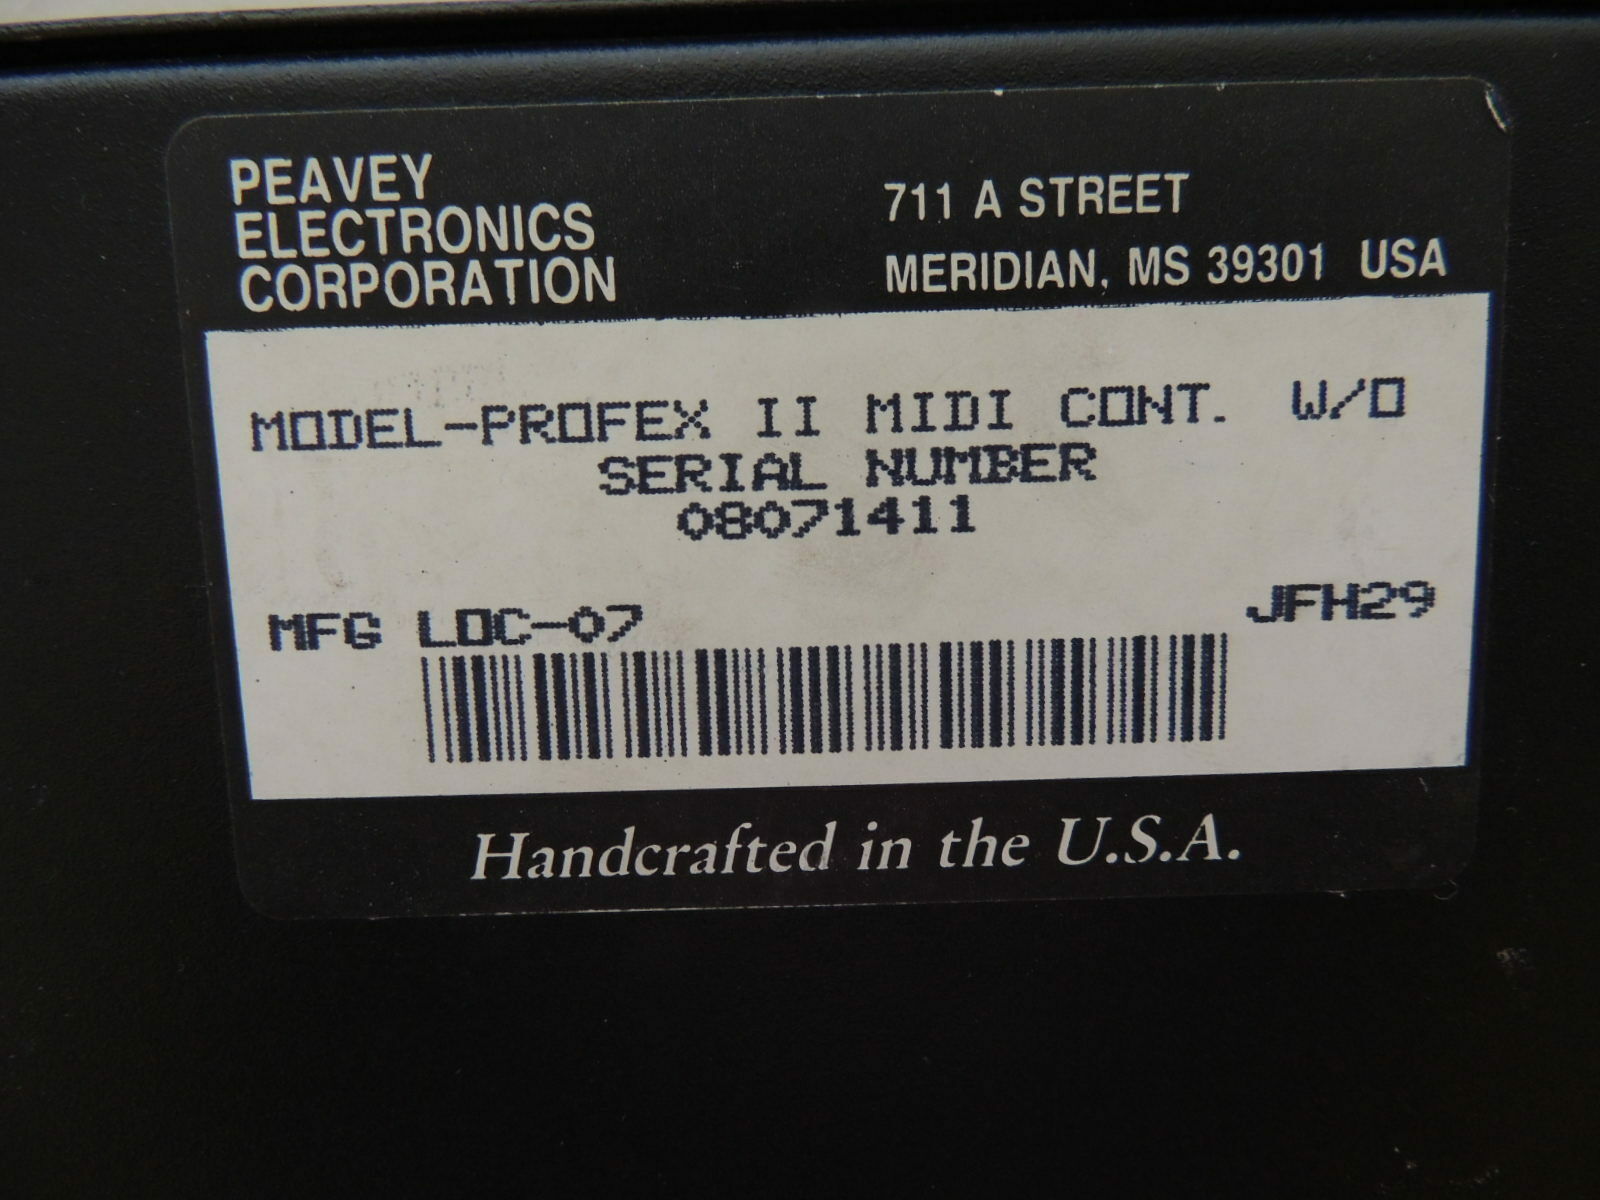 PEAVEY
ELECTRONICS
CORPORATION
711 A STREET
MERIDIAN, MS 39301 USA
MODEL-PROFEX II MIDI CONT. W/O
SERIAL NUMBER
08071411
MFG LOC-07
JFH29
Handcrafted in the U.S.A.